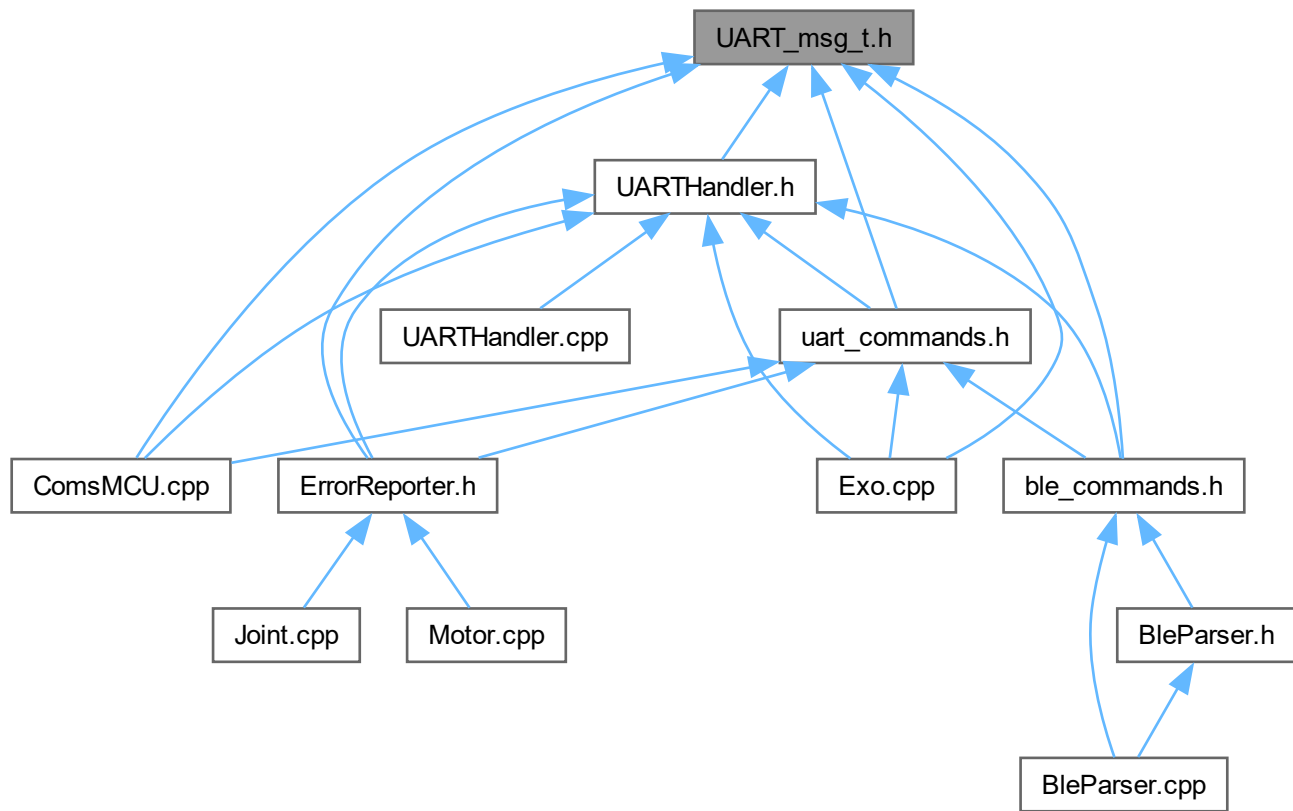 UART_msg_t.h
UARTHandler.h
UARTHandler.cpp
uart_commands.h
ComsMCU.cpp
ErrorReporter.h
Exo.cpp
ble_commands.h
Joint.cpp
Motor.cpp
BleParser.h
BleParser.cpp